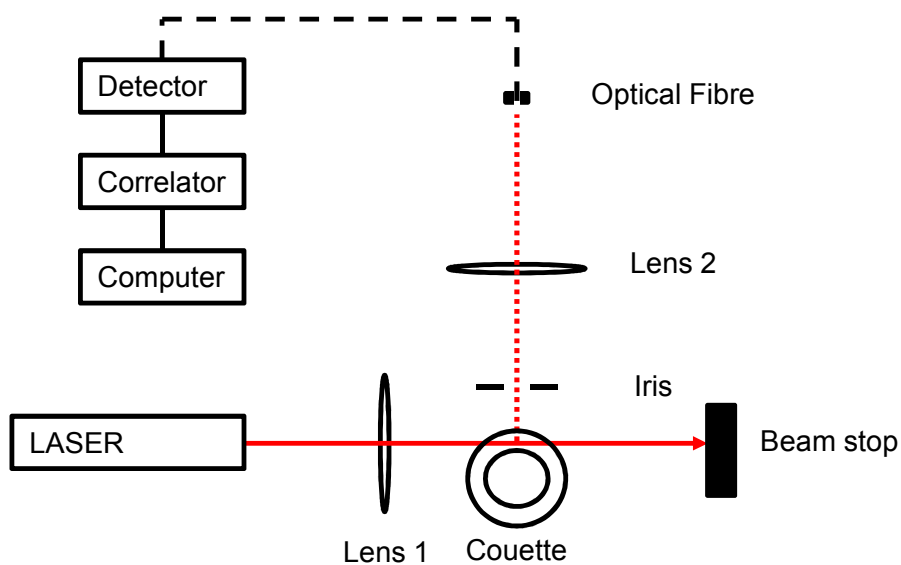 Detector
Optical Fibre
Correlator
Computer
Lens 2
Iris
LASER
Beam stop
Lens 1
Couette